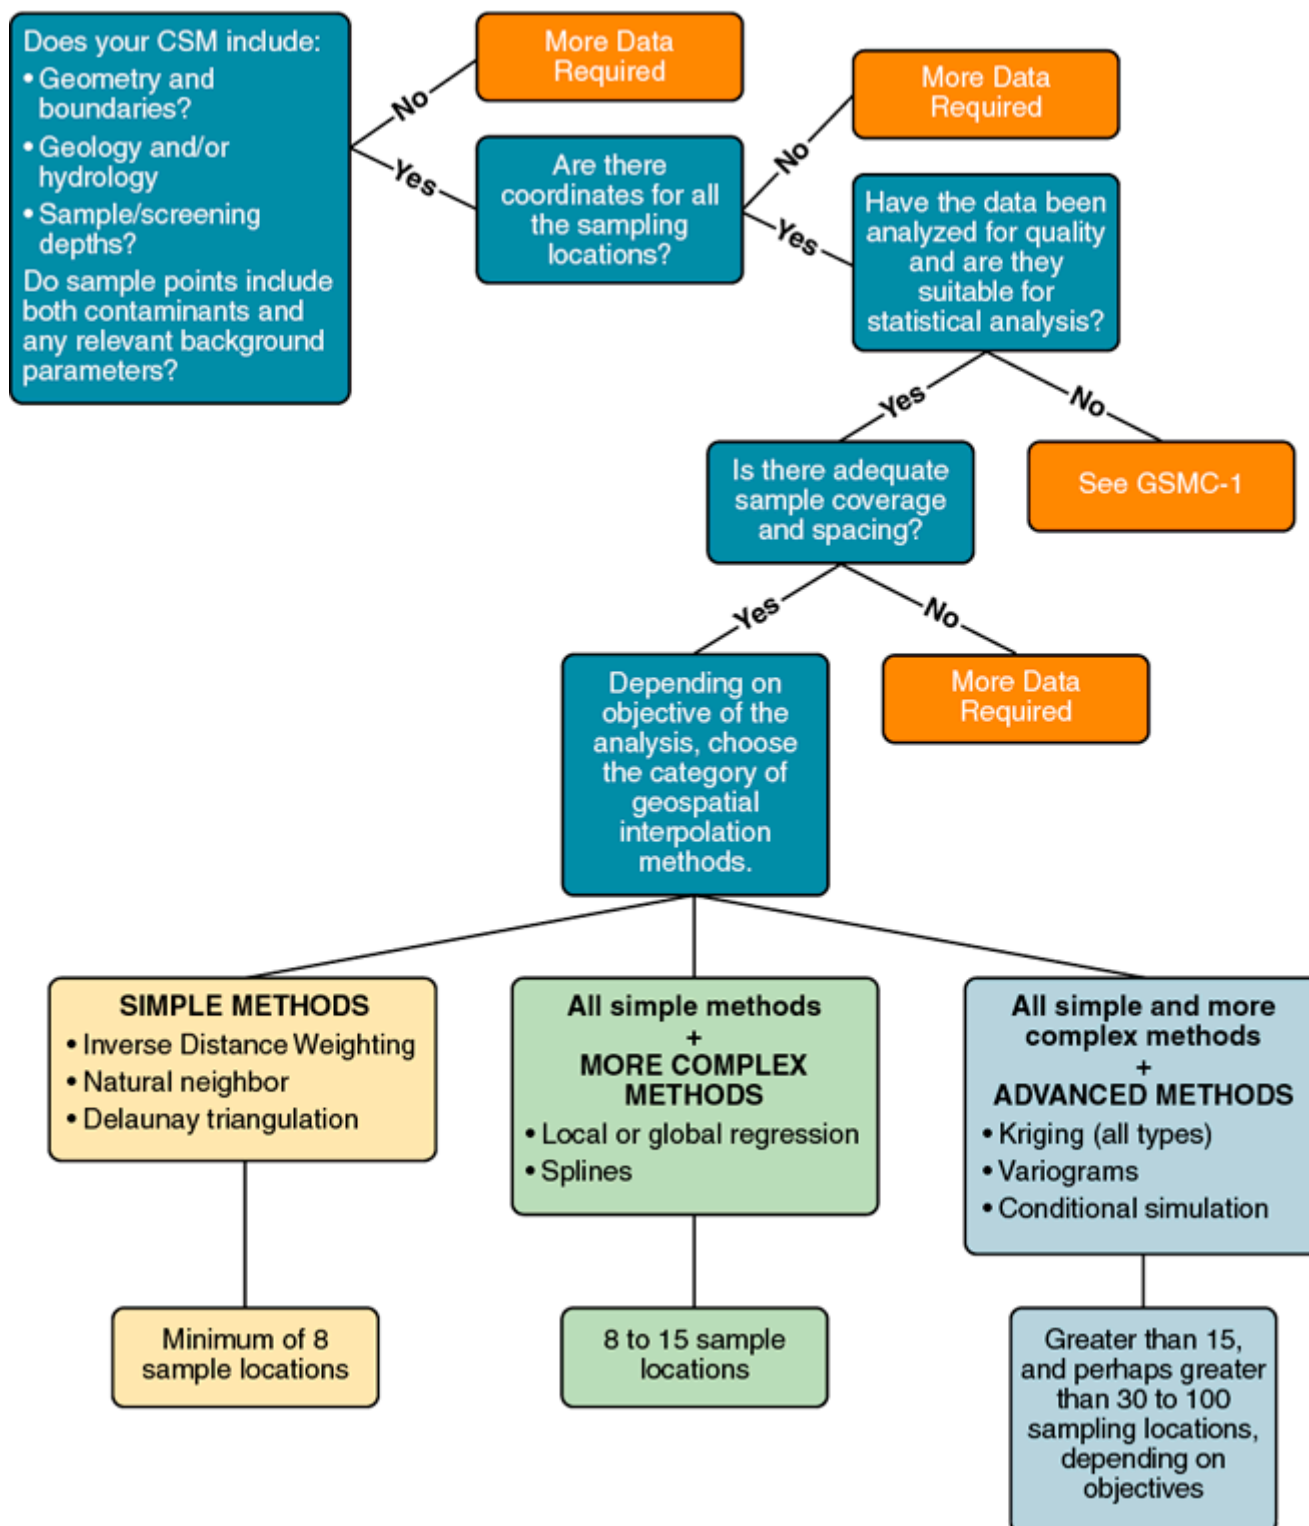 Does your CSM include:
• Geometry and
boundaries?
• Geology and/or
hydrology
• Sample/screening
depths?
Do sample points include
both contaminants and
any relevant background
parameters?
No
More Data
Required
Yes
Are there
coordinates for all
the sampling
locations?
No
More Data
Required
Yes
Have the data been
analyzed for quality
and are they
suitable for
statistical analysis?
Yes
No
Is there adequate
sample coverage
and spacing?
See GSMC-1
Yes
No
Depending on
objective of the
analysis, choose
the category of
geospatial
interpolation
methods.
More Data
Required
SIMPLE METHODS
• Inverse Distance Weighting
• Natural neighbor
• Delaunay triangulation
All simple methods
+
MORE COMPLEX
METHODS
• Local or global regression
• Splines
All simple and more
complex methods
+
ADVANCED METHODS
• Kriging (all types)
• Variograms
• Conditional simulation
Minimum of 8
sample locations
8 to 15 sample
locations
Greater than 15,
and perhaps greater
than 30 to 100
sampling locations,
depending on
objectives